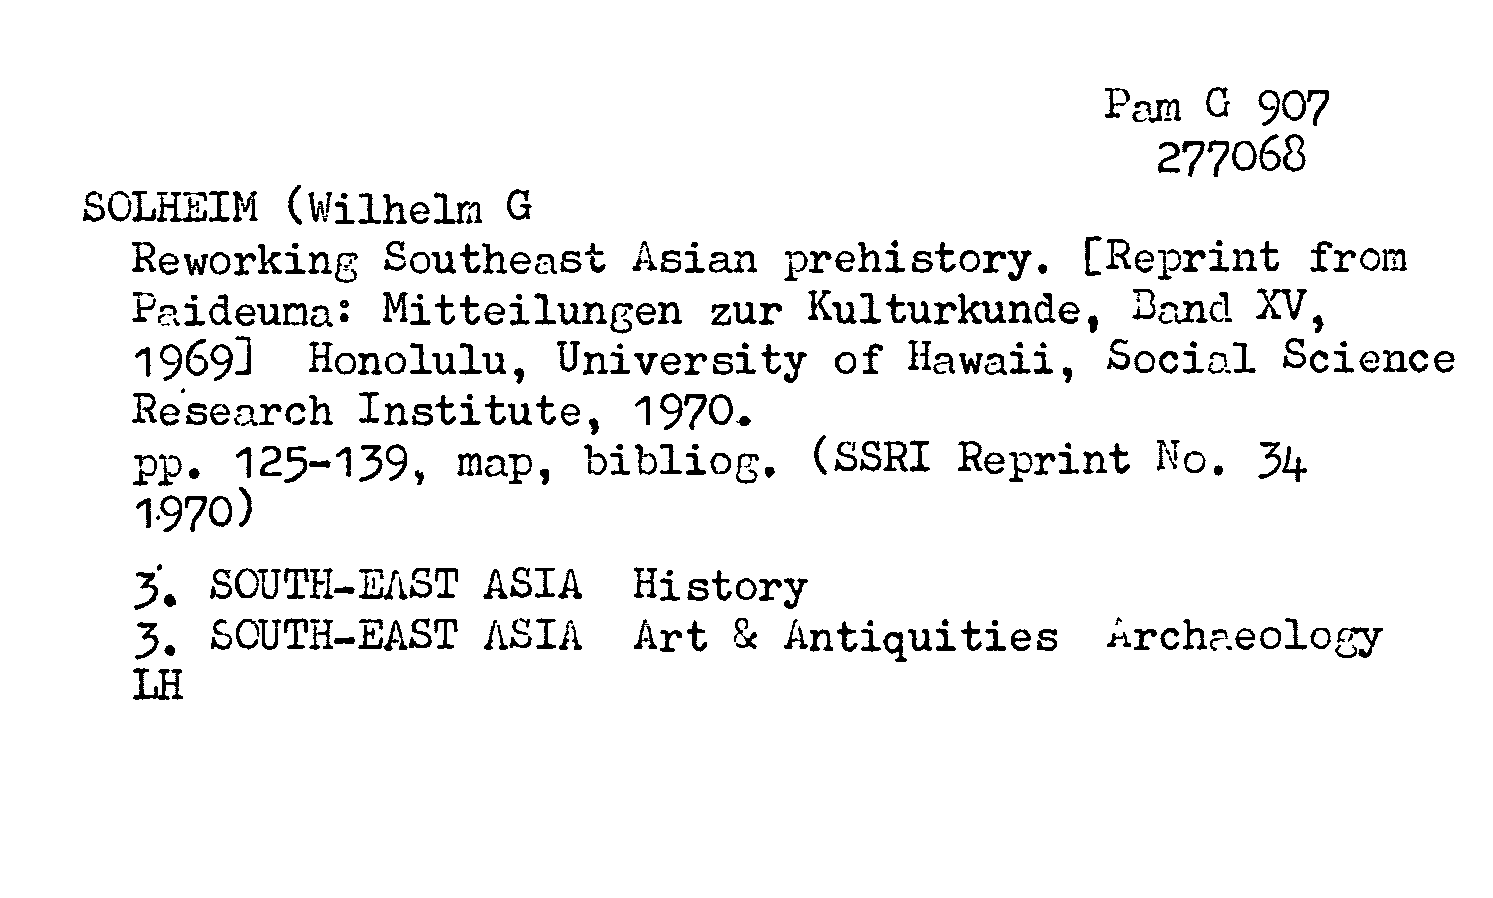 Pam G 907
277068
SOLHEIM (Wilhelm G
Reworking Southeast Asian prehistory. [Reprint from
Paideuma: Mitteilungen zur Kulturkunde, Band XV,
1969] Honolulu, University of Hawaii, Social Science
Research Institute, 1970.
pp. 125-139, map, bibliog. (SSRI Reprint No. 34
1970)
3. SOUTH-EAST ASIA History
3. SOUTH-EAST ASIA Art & Antiquities Archaeology
LH